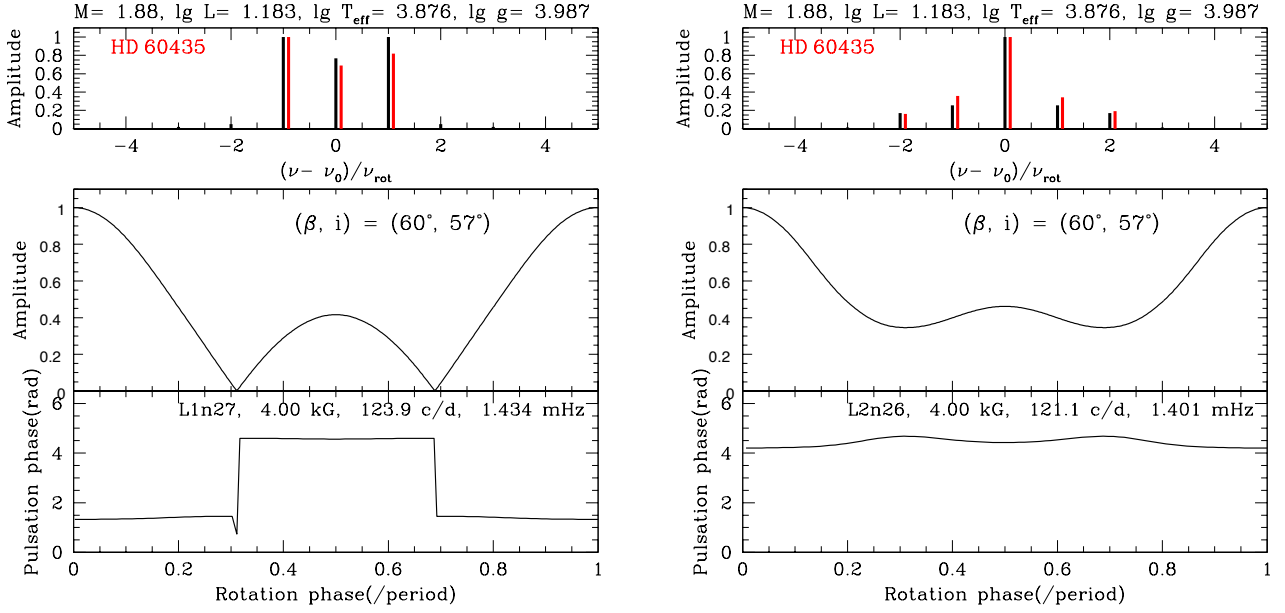 M= 1.88, lg L= 1.183, lg Teff= 3.876, lg g= 3.987
HD 60435
Amplitude
1
0.8
0.6
0.4
0.2
0
−4 −2 0 2 4
(ν− ν0)/νrot
(β, i) = (60°, 57°)
Amplitude
1
0.8
0.6
0.4
0.2
0
L1n27, 4.00 kG, 123.9 c/d, 1.434 mHz
Pulsation phase(rad)
6
4
2
0
0 0.2 0.4 0.6 0.8 1
Rotation phase(/period)
M= 1.88, lg L= 1.183, lg Teff= 3.876, lg g= 3.987
HD 60435
Amplitude
1
0.8
0.6
0.4
0.2
0
−4 −2 0 2 4
(ν− ν0)/νrot
(β, i) = (60°, 57°)
Amplitude
1
0.8
0.6
0.4
0.2
0
L2n26, 4.00 kG, 121.1 c/d, 1.401 mHz
Pulsation phase(rad)
6
4
2
0
0 0.2 0.4 0.6 0.8 1
Rotation phase(/period)